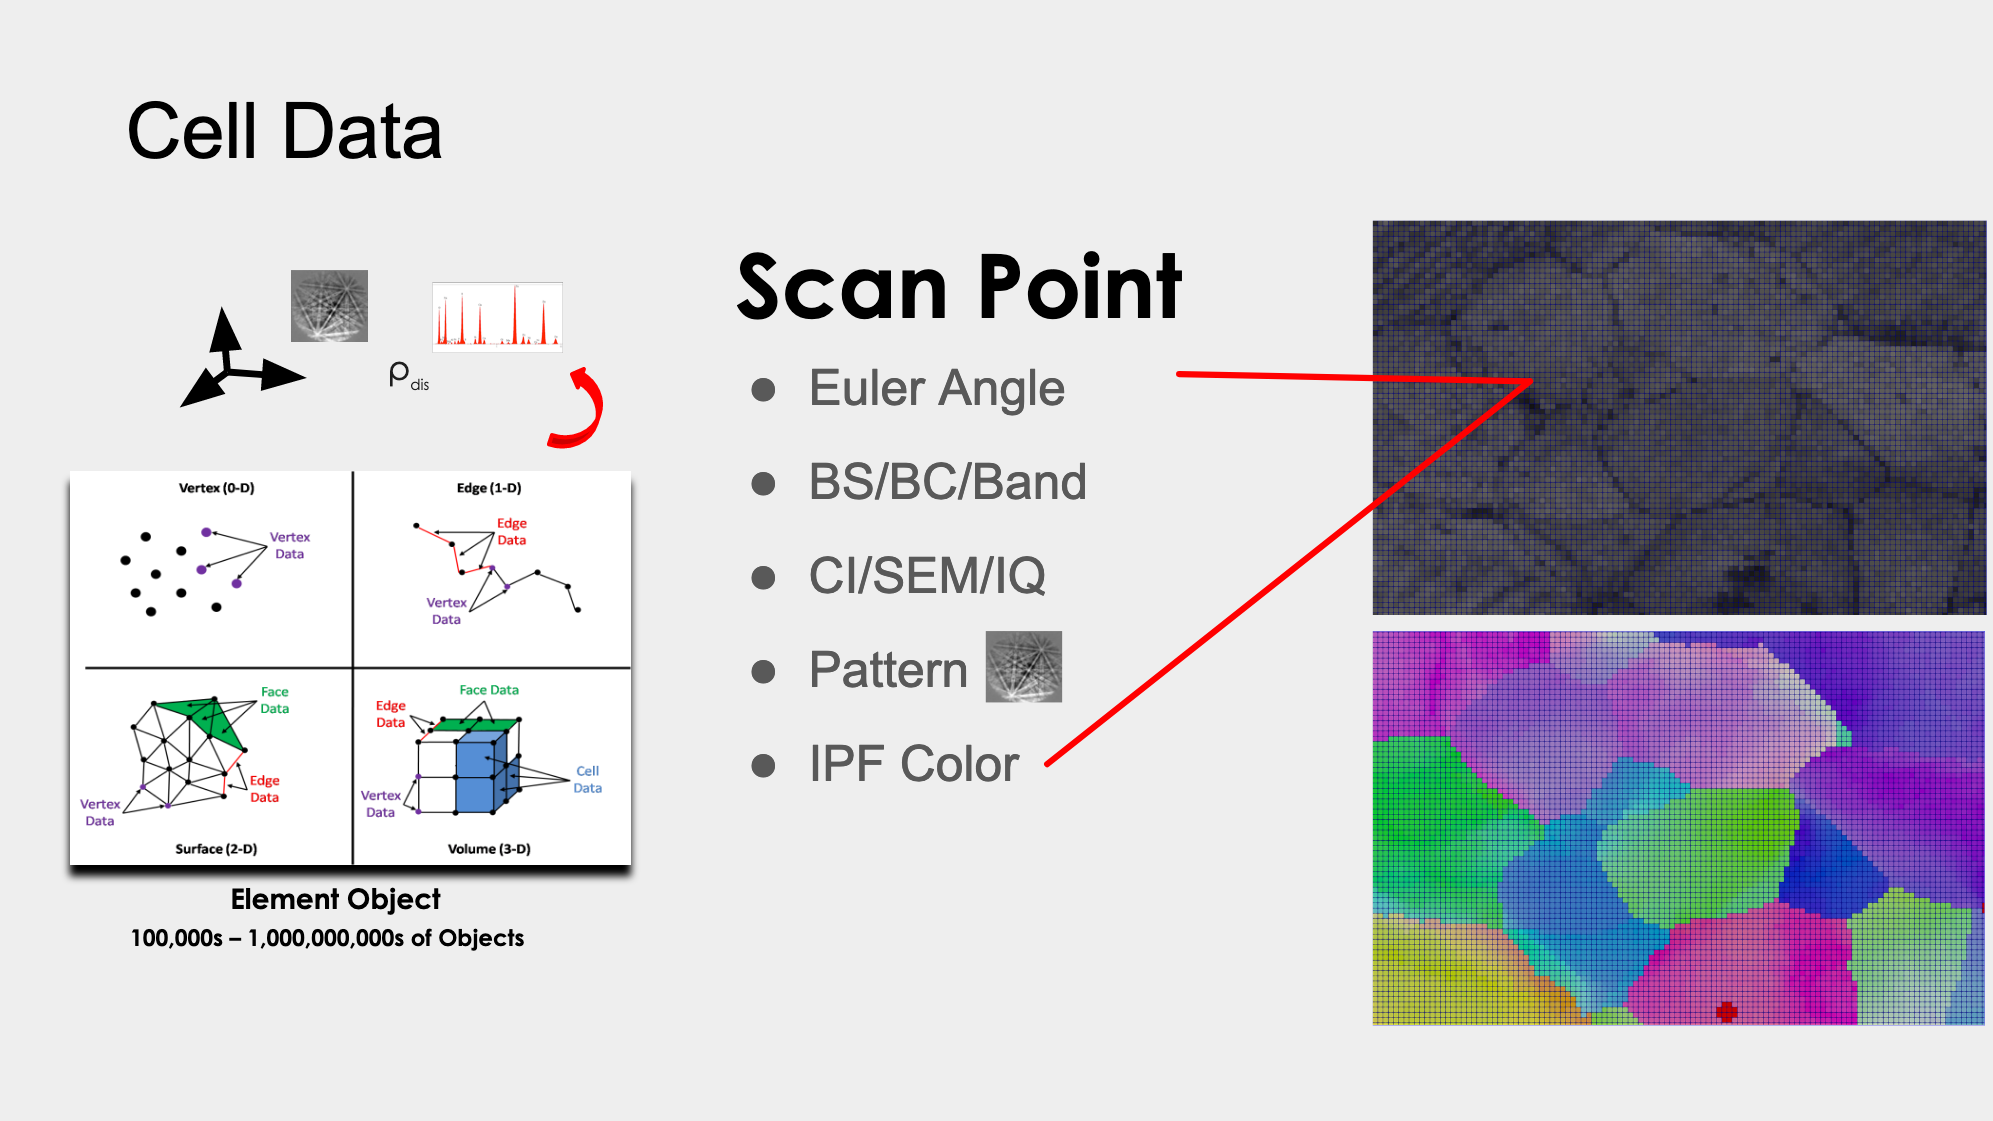 Cell Data
ρdis
Vertex (0-D)
Vertex
Data
Edge (1-D)
Edge
Data
Vertex
Data
Face
Data
Edge
Data
Vertex
Data
Surface (2-D)
Face Data
Edge
Data
Cell
Data
Vertex
Data
Volume (3-D)
Element Object
100,000s – 1,000,000,000s of Objects
Scan Point
● Euler Angle
● BS/BC/Band
● CI/SEM/IQ
● Pattern
● IPF Color